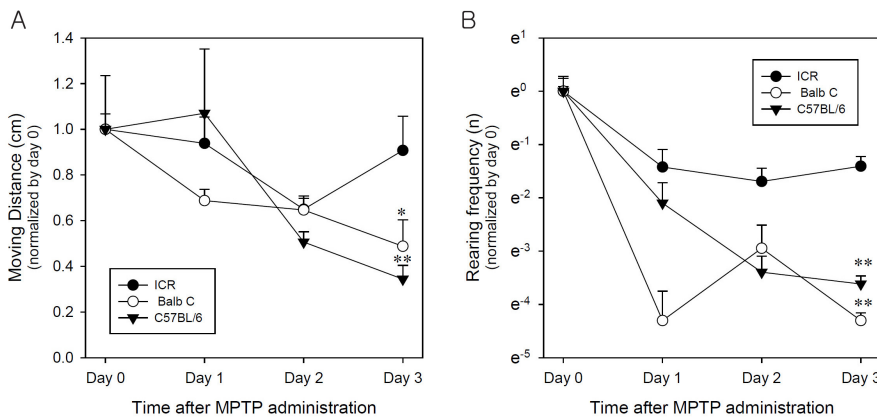 A
Moving Distance (cm)
(normalized by day 0)
1.4
1.2
1.0
0.8
0.6
0.4
0.2
0.0
*
**
ICR
Balb C
C57BL/6
Day 0 Day 1 Day 2 Day 3
Time after MPTP administration
B
Rearing frequency (n)
(normalized by day 0)
e¹
e⁰
e⁻¹
e⁻²
e⁻³
e⁻⁴
e⁻⁵
ICR
Balb C
C57BL/6
**
**
Day 0 Day 1 Day 2 Day 3
Time after MPTP administration